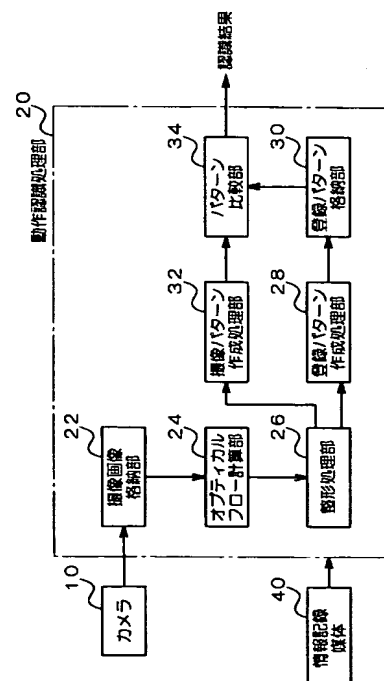 動作認識処理部
20
10
カメラ
22
撮像画像
格納部
24
オプティカル
フロー計算部
26
整形処理部
32
撮像パターン
作成処理部
28
登録パターン
作成処理部
34
パターン
比較部
30
登録パターン
格納部
認識結果
40
情報記録
媒体